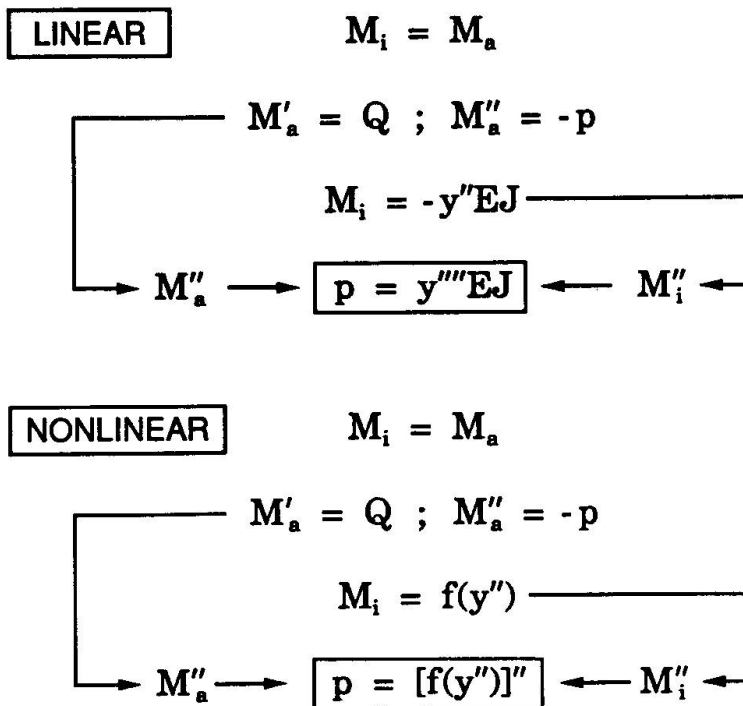 LINEAR Mᵢ = Mₐ
M′ₐ = Q ; M″ₐ = -p
Mᵢ = -y″EJ
M″ₐ p = y″″EJ M″ᵢ
NONLINEAR Mᵢ = Mₐ
M′ₐ = Q ; M″ₐ = -p
Mᵢ = f(y″)
M″ₐ p = [f(y″)]″ M″ᵢ